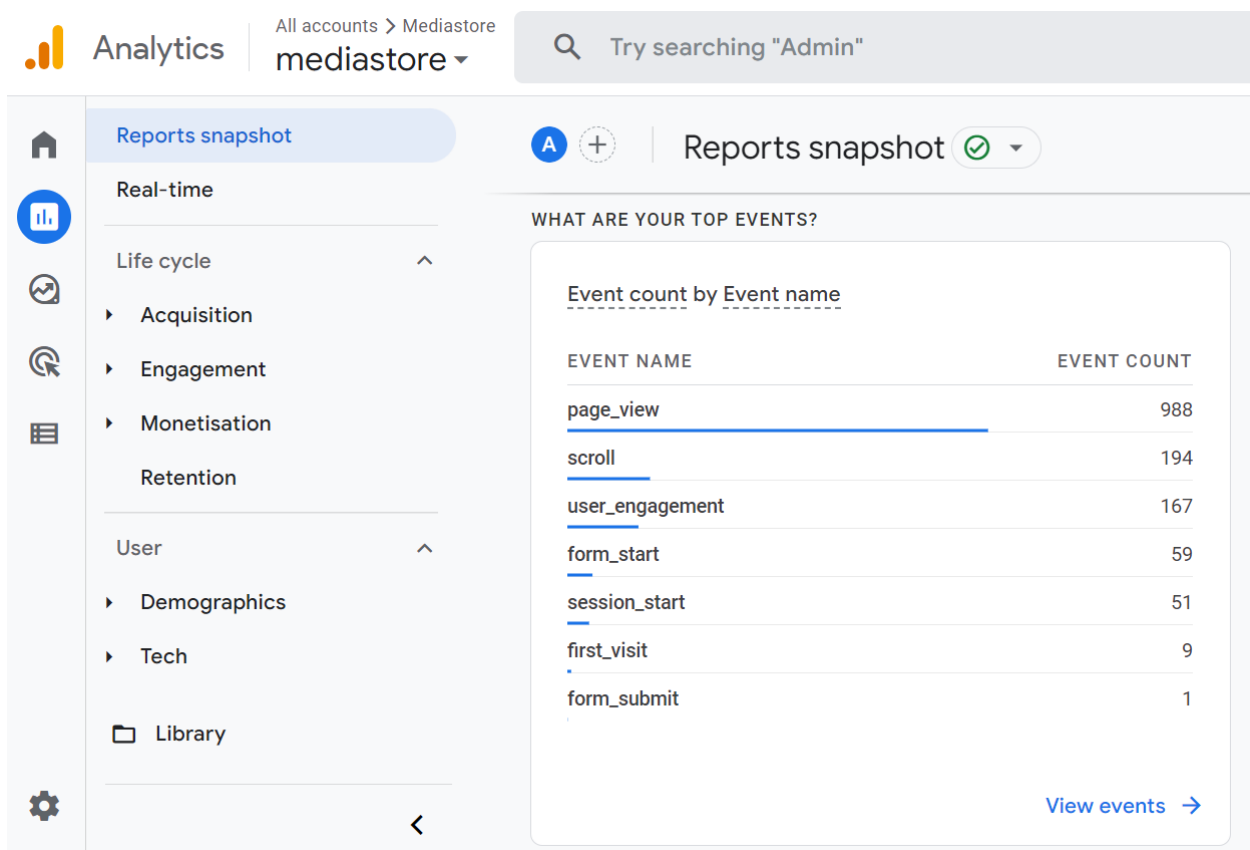 Analytics
All accounts > Mediastore
mediastore
Try searching "Admin"
Reports snapshot
Real-time
Life cycle
Acquisition
Engagement
Monetisation
Retention
User
Demographics
Tech
Library
A
Reports snapshot
WHAT ARE YOUR TOP EVENTS?
Event count by Event name
EVENT NAME EVENT COUNT
page_view 988
scroll 194
user_engagement 167
form_start 59
session_start 51
first_visit 9
form_submit 1
View events